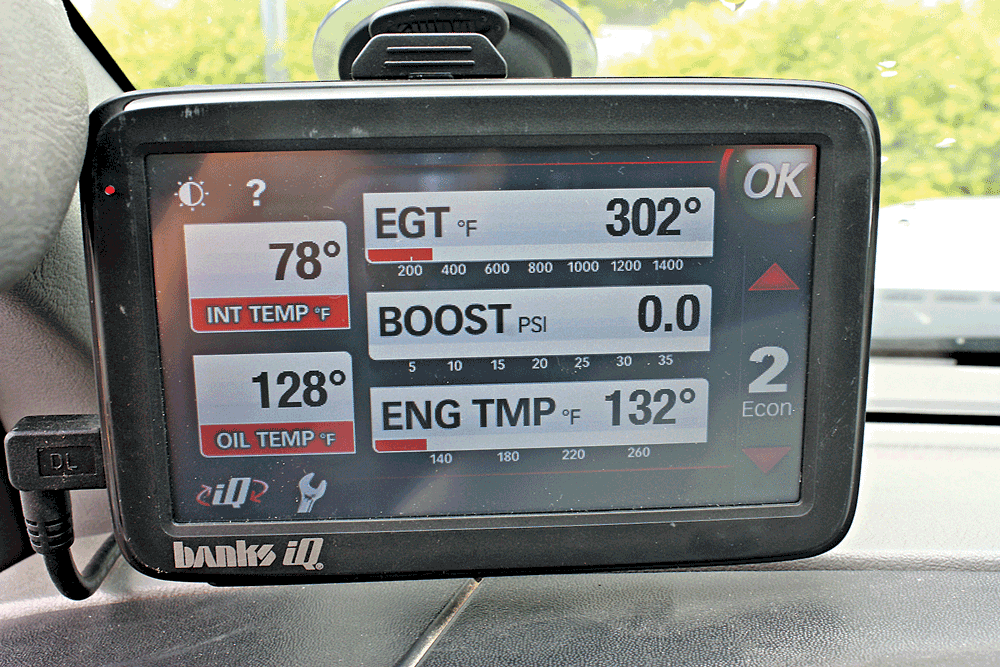 ?
OK
78°
INT TEMP °F
128°
OIL TEMP °F
EGT °F 302°
200 400 600 800 1000 1200 1400
BOOST PSI 0.0
5 10 15 20 25 30 35
ENG TMP °F 132°
140 180 220 260
2
Econ
iQ
DL
banks iQ®